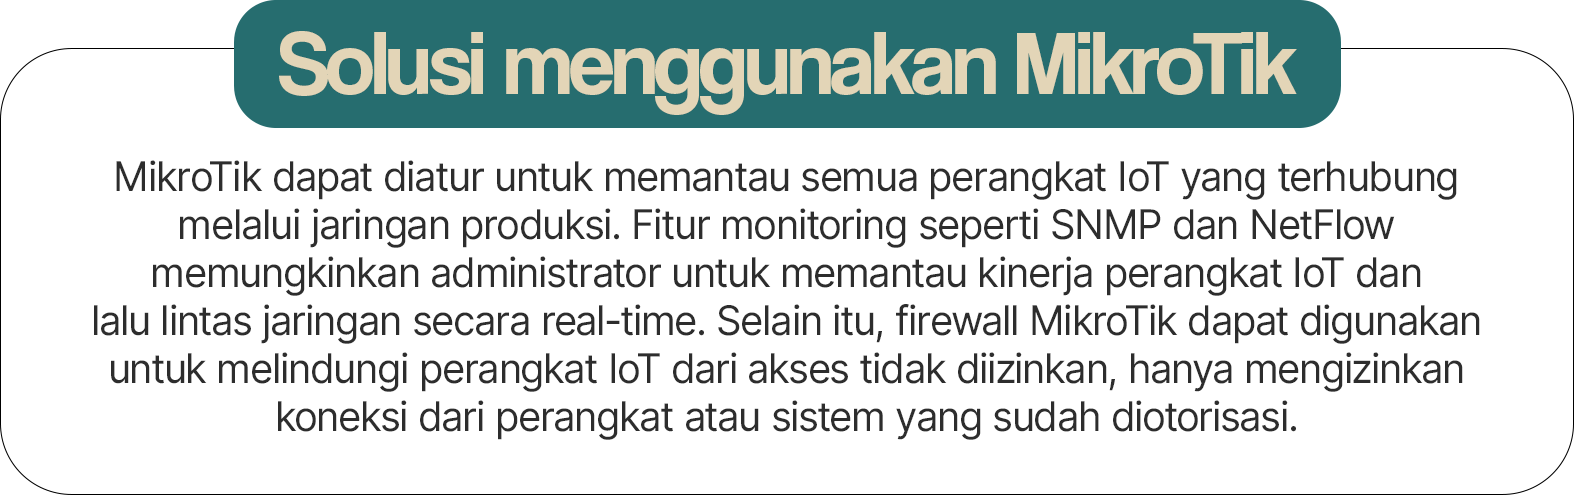 Solusi menggunakan MikroTik
MikroTik dapat diatur untuk memantau semua perangkat IoT yang terhubung
melalui jaringan produksi. Fitur monitoring seperti SNMP dan NetFlow
memungkinkan administrator untuk memantau kinerja perangkat IoT dan
lalu lintas jaringan secara real-time. Selain itu, firewall MikroTik dapat digunakan
untuk melindungi perangkat IoT dari akses tidak diizinkan, hanya mengizinkan
koneksi dari perangkat atau sistem yang sudah diotorisasi.